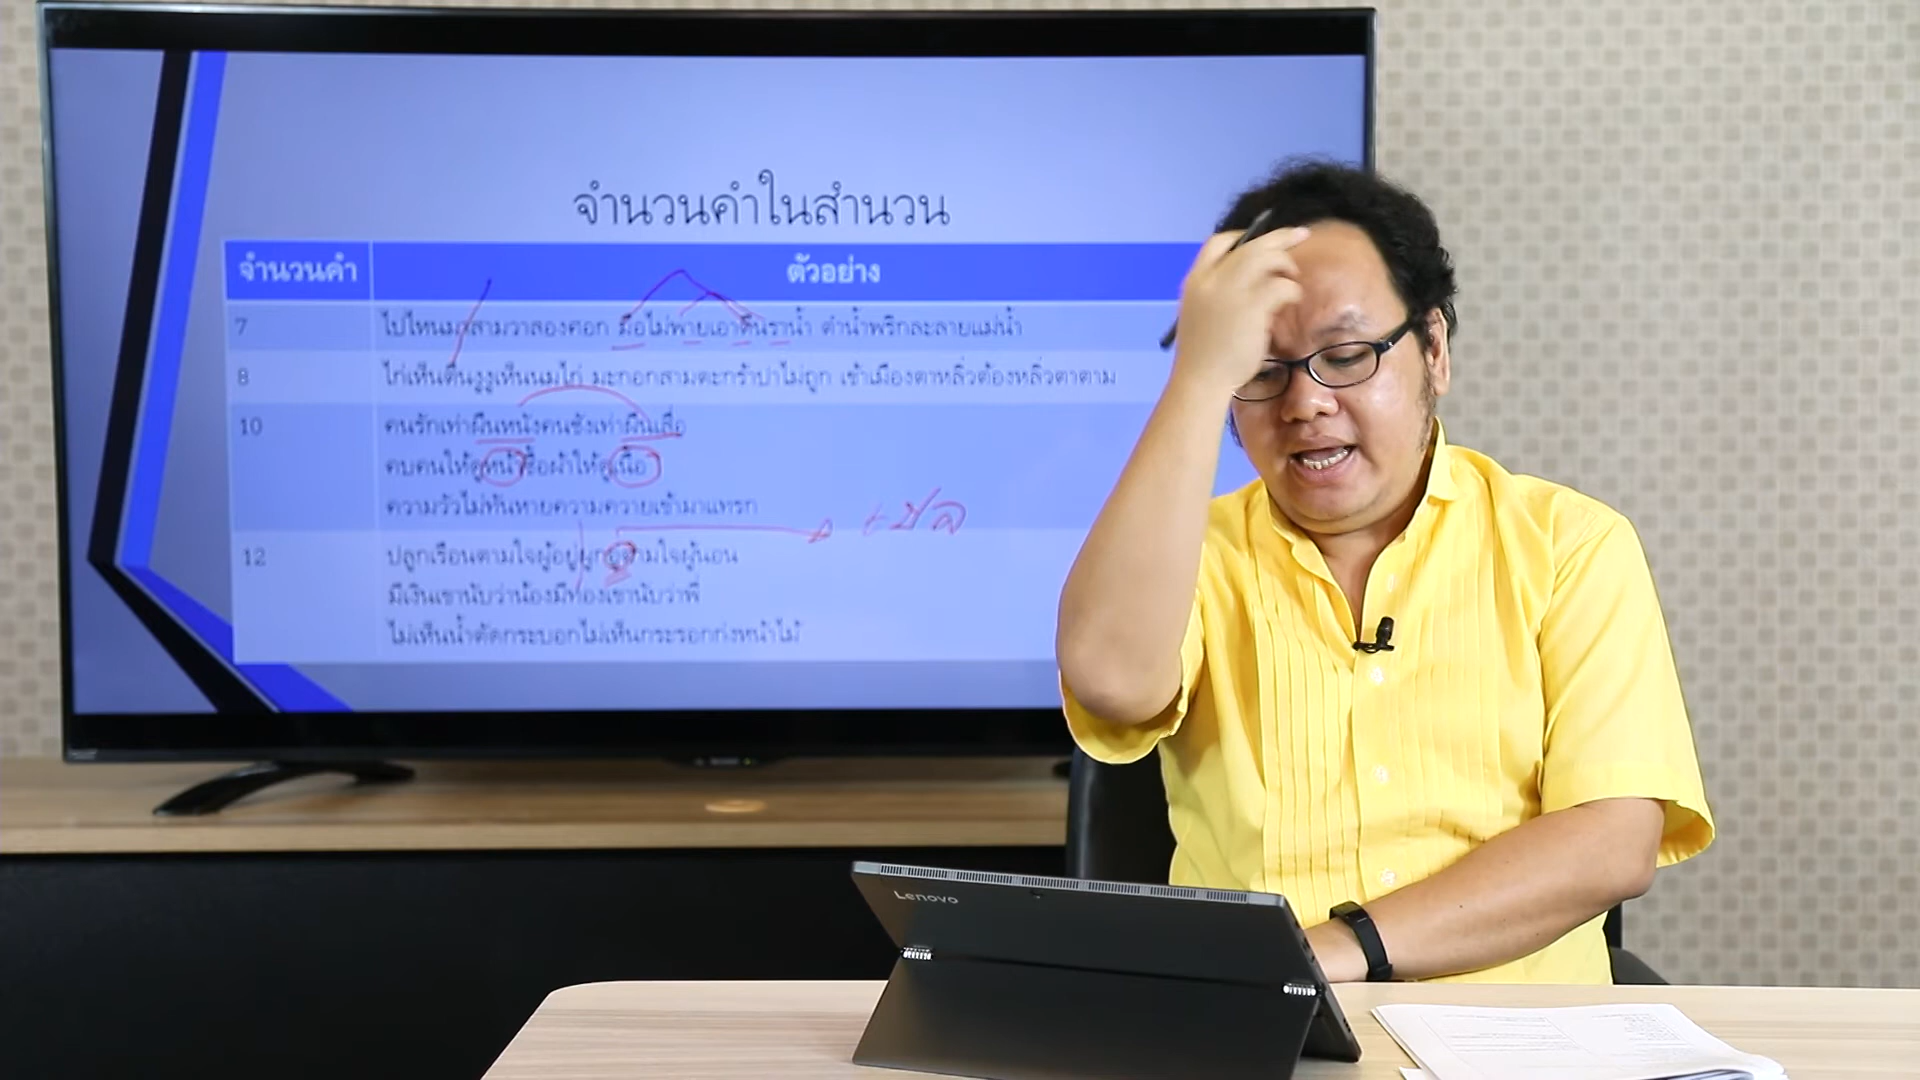 จำนวนคำในสำนวน
จำนวนคำ ตัวอย่าง
7 ไปไหนมาสามวาสองศอก มือไม่พายเอาตีนราน้ำ ตำน้ำพริกละลายแม่น้ำ
8 ไก่เห็นตีนงูงูเห็นนมไก่ มะกอกสามตะกร้าปาไม่ถูก เข้าเมืองตาหลิ่วต้องหลิ่วตาตาม
10 คนรักเท่าผืนหนังคนชังเท่าผืนเสื่อ
คบคนให้ดูหน้าซื้อผ้าให้ดูเนื้อ
ความวัวไม่ทันหายความควายเข้ามาแทรก
12 ปลูกเรือนตามใจผู้อยู่ผูกอู่ตามใจผู้นอน
มีเงินเขานับว่าน้องมีทองเขานับว่าพี่
ไม่เห็นน้ำตัดกระบอกไม่เห็นกระรอกก่งหน้าไม้
Lenovo